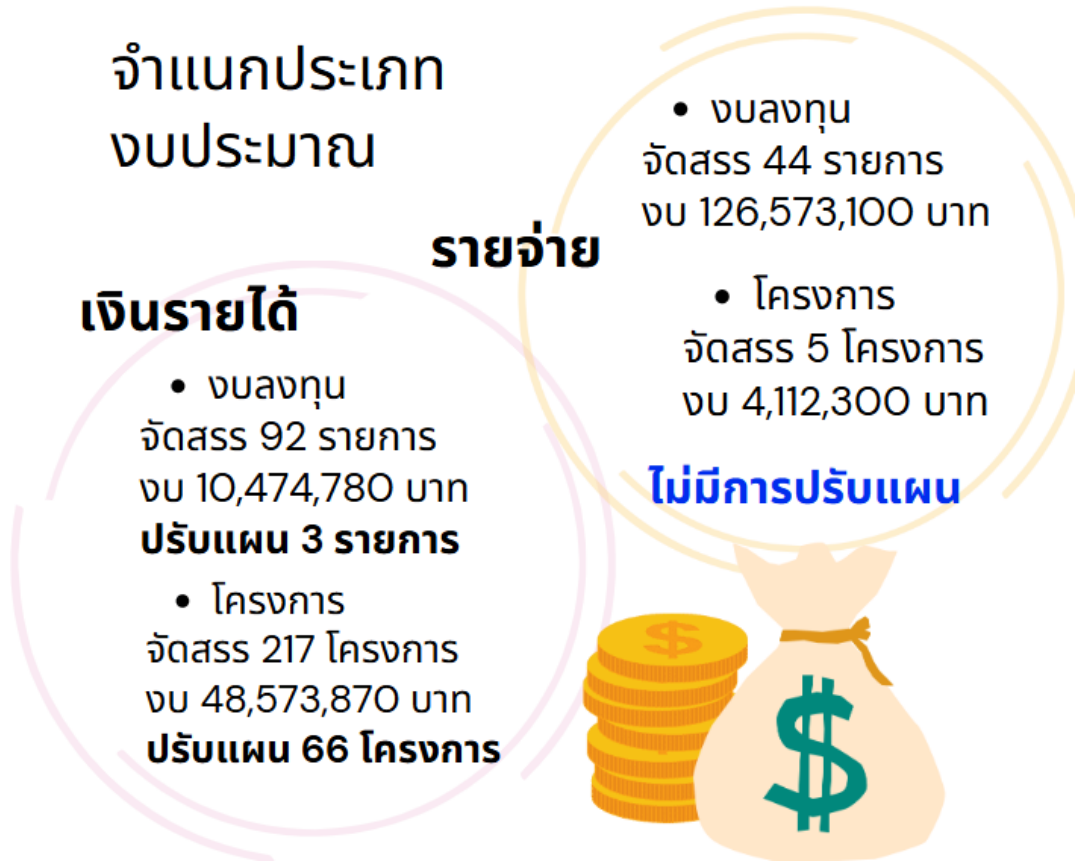 จำแนกประเภท
งบประมาณ
รายจ่าย
• งบลงทุน
จัดสรร 44 รายการ
งบ 126,573,100 บาท
• โครงการ
จัดสรร 5 โครงการ
งบ 4,112,300 บาท
ไม่มีการปรับแผน
เงินรายได้
• งบลงทุน
จัดสรร 92 รายการ
งบ 10,474,780 บาท
ปรับแผน 3 รายการ
• โครงการ
จัดสรร 217 โครงการ
งบ 48,573,870 บาท
ปรับแผน 66 โครงการ
$
$